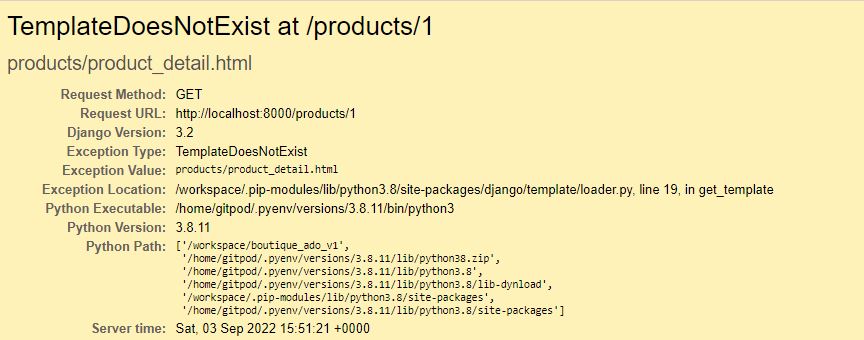 TemplateDoesNotExist at /products/1
products/product_detail.html
Request Method: GET
Request URL: http://localhost:8000/products/1
Django Version: 3.2
Exception Type: TemplateDoesNotExist
Exception Value: products/product_detail.html
Exception Location: /workspace/.pip-modules/lib/python3.8/site-packages/django/template/loader.py, line 19, in get_template
Python Executable: /home/gitpod/.pyenv/versions/3.8.11/bin/python3
Python Version: 3.8.11
Python Path: ['/workspace/boutique_ado_v1',
'/home/gitpod/.pyenv/versions/3.8.11/lib/python38.zip',
'/home/gitpod/.pyenv/versions/3.8.11/lib/python3.8',
'/home/gitpod/.pyenv/versions/3.8.11/lib/python3.8/lib-dynload',
'/workspace/.pip-modules/lib/python3.8/site-packages',
'/home/gitpod/.pyenv/versions/3.8.11/lib/python3.8/site-packages']
Server time: Sat, 03 Sep 2022 15:51:21 +0000